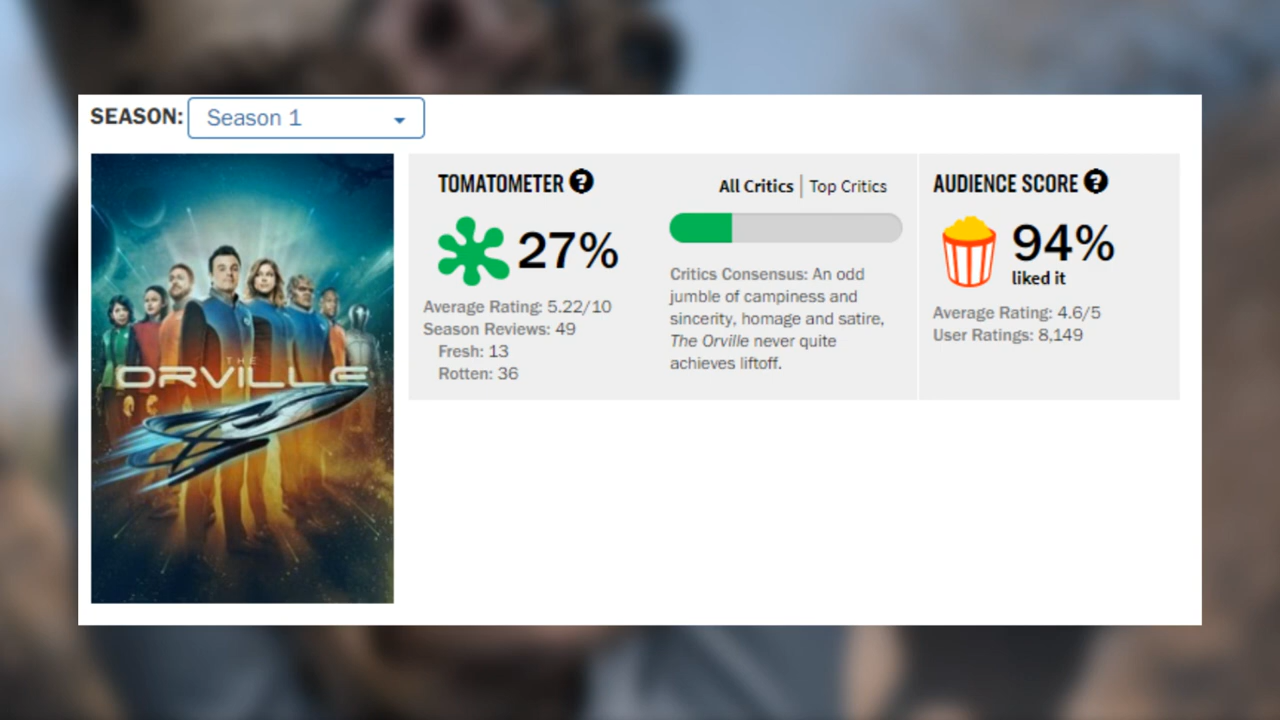 SEASON: Season 1
THE
ORVILLE
TOMATOMETER ?
27%
Average Rating: 5.22/10
Season Reviews: 49
Fresh: 13
Rotten: 36
All Critics | Top Critics
Critics Consensus: An odd
jumble of campiness and
sincerity, homage and satire,
The Orville never quite
achieves liftoff.
AUDIENCE SCORE ?
94%
liked it
Average Rating: 4.6/5
User Ratings: 8,149